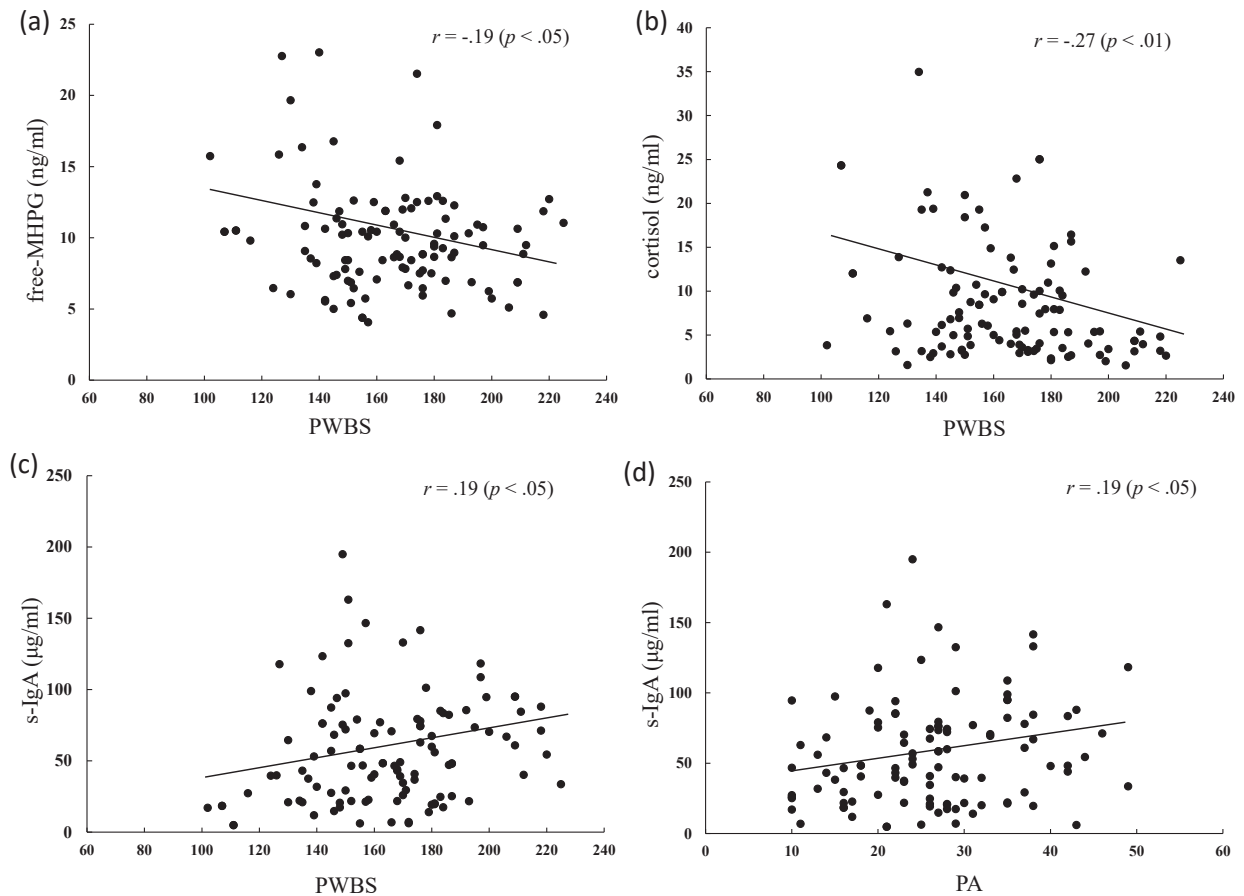 (a)
r = -.19 (p < .05)
25
20
15
10
5
0
free-MHPG (ng/ml)
60 80 100 120 140 160 180 200 220 240
PWBS
(b)
r = -.27 (p < .01)
40
35
30
25
20
15
10
5
0
cortisol (ng/ml)
60 80 100 120 140 160 180 200 220 240
PWBS
(c)
r = .19 (p < .05)
250
200
150
100
50
0
s-IgA (μg/ml)
60 80 100 120 140 160 180 200 220 240
PWBS
(d)
r = .19 (p < .05)
250
200
150
100
50
0
s-IgA (μg/ml)
0 10 20 30 40 50 60
PA